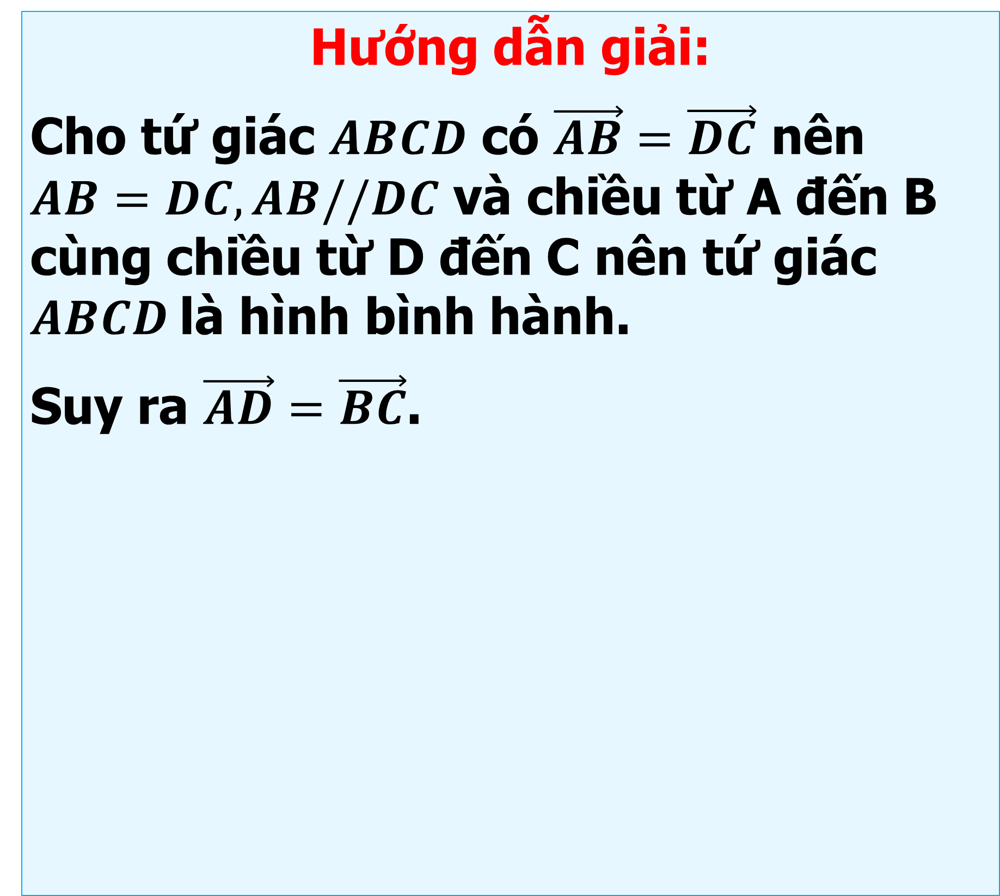 Hướng dẫn giải:
Cho tứ giác $ABCD$ có $\overrightarrow{AB} = \overrightarrow{DC}$ nên
$AB = DC, AB//DC$ và chiều từ A đến B
cùng chiều từ D đến C nên tứ giác
$ABCD$ là hình bình hành.
Suy ra $\overrightarrow{AD} = \overrightarrow{BC}$.